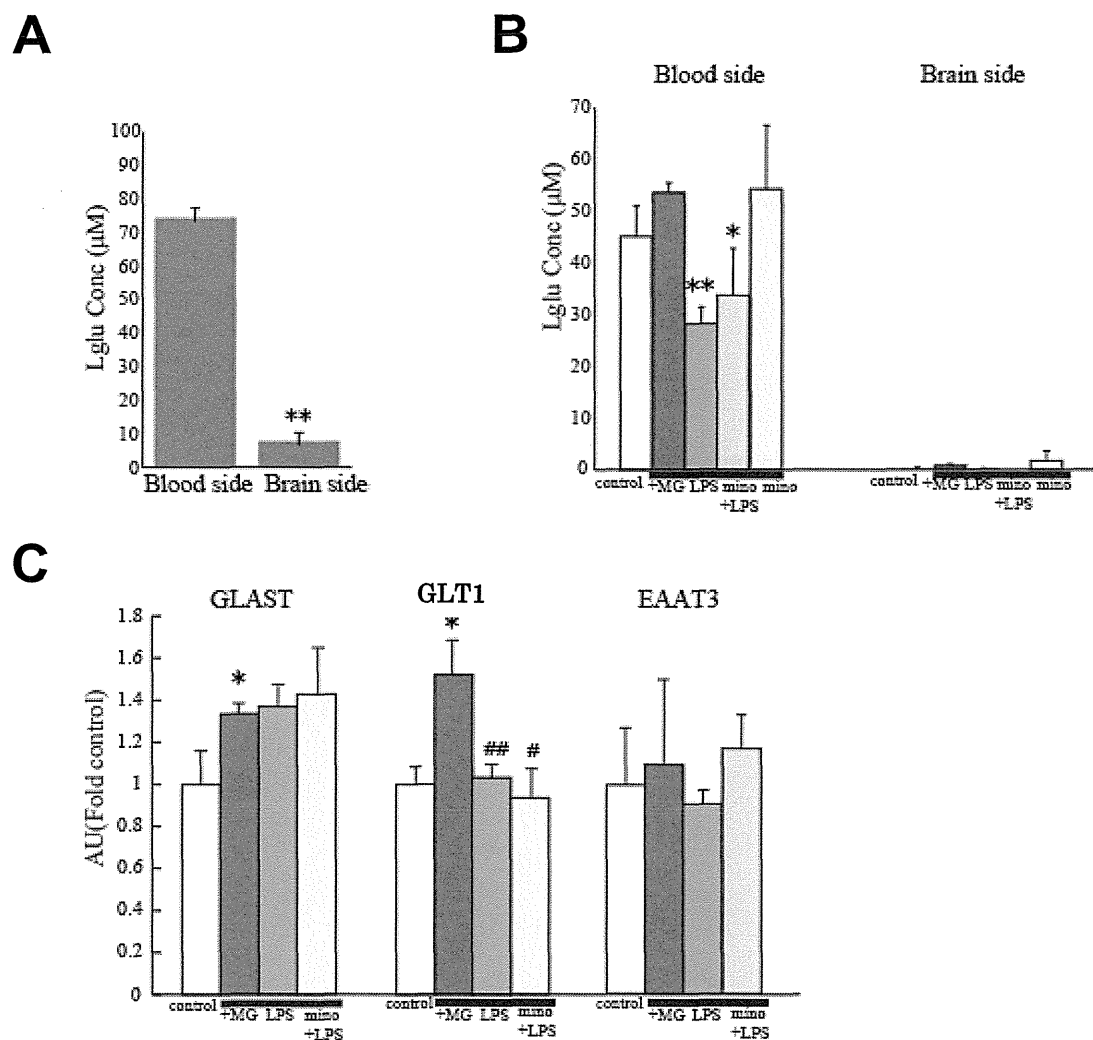 A
Lglu Conc (μM)
100
90
80
70
60
50
40
30
20
10
0
**
Blood side Brain side
B
Blood side Brain side
Lglu Conc (μM)
70
60
50
40
30
20
10
0
**
*
control +MG LPS mino mino
+LPS
control +MG LPS mino mino
+LPS
C
GLAST GLT1 EAAT3
AU(Fold control)
1.8
1.6
1.4
1.2
1
0.8
0.6
0.4
0.2
0
*
*
##
#
control +MG LPS mino
+LPS
control +MG LPS mino
+LPS
control +MG LPS mino
+LPS